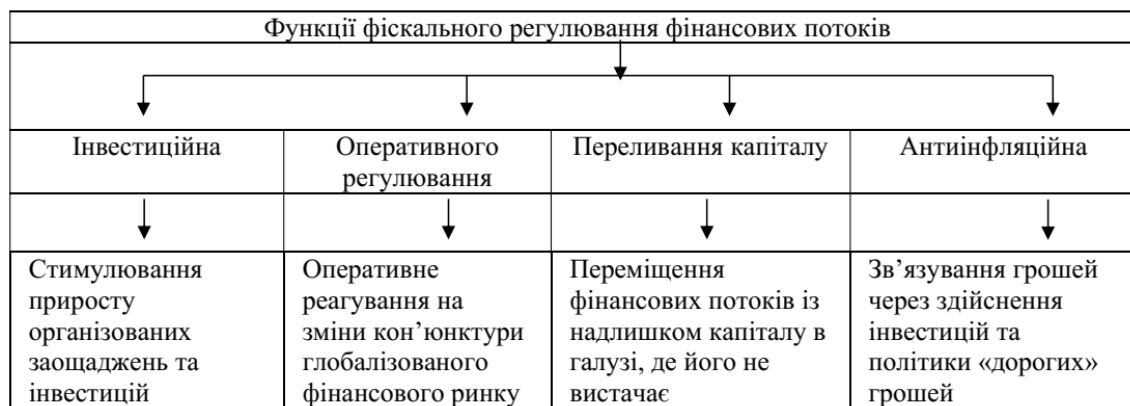 Функції фіскального регулювання фінансових потоків
Інвестиційна
Оперативного
регулювання
Переливання капіталу
Антиінфляційна
Стимулювання
приросту
організованих
заощаджень та
інвестицій
Оперативне
реагування на
зміни кон’юнктури
глобалізованого
фінансового ринку
Переміщення
фінансових потоків із
надлишком капіталу в
галузі, де його не
вистачає
Зв’язування грошей
через здійснення
інвестицій та
політики «дорогих»
грошей